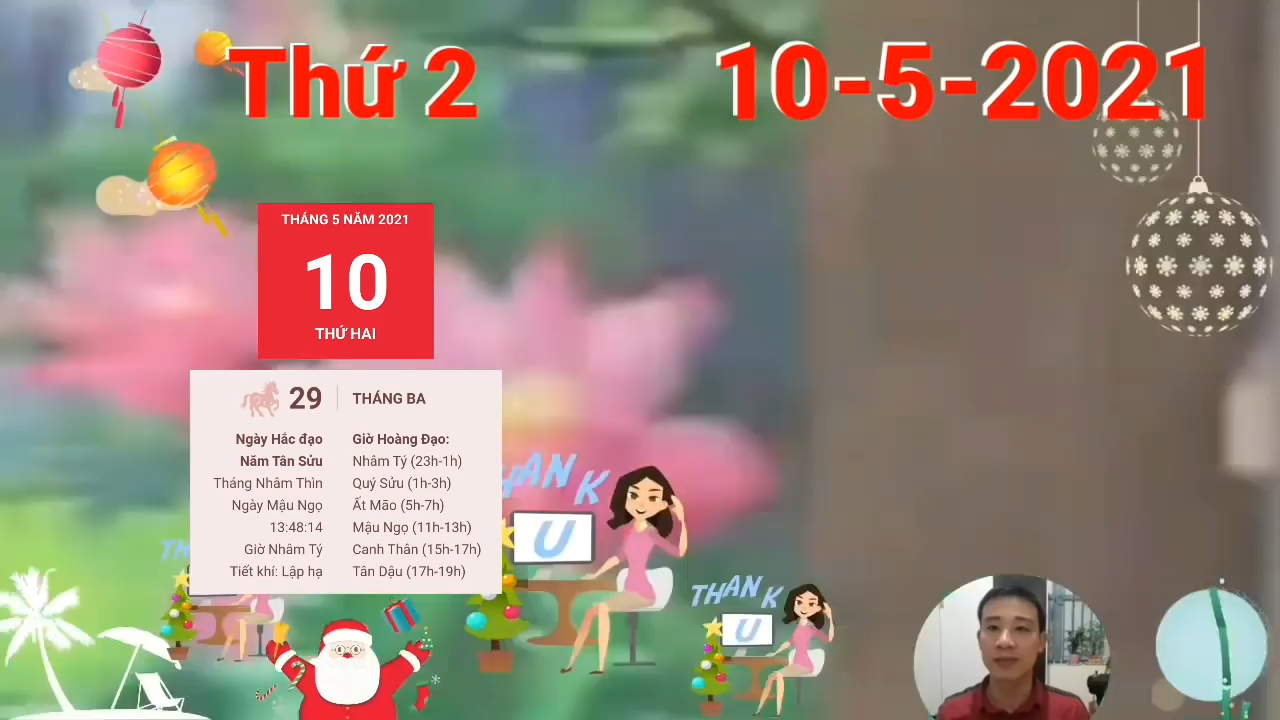 Thứ 2
10-5-2021
THÁNG 5 NĂM 2021
10
THỨ HAI
29
THÁNG BA
Ngày Hắc đạo
Năm Tân Sửu
Tháng Nhâm Thìn
Ngày Mậu Ngọ
13:48:14
Giờ Nhâm Tý
Tiết khí: Lập hạ
Giờ Hoàng Đạo:
Nhâm Tý (23h-1h)
Quý Sửu (1h-3h)
Ất Mão (5h-7h)
Mậu Ngọ (11h-13h)
Canh Thân (15h-17h)
Tân Dậu (17h-19h)
THANK
U
THANK
U
TH